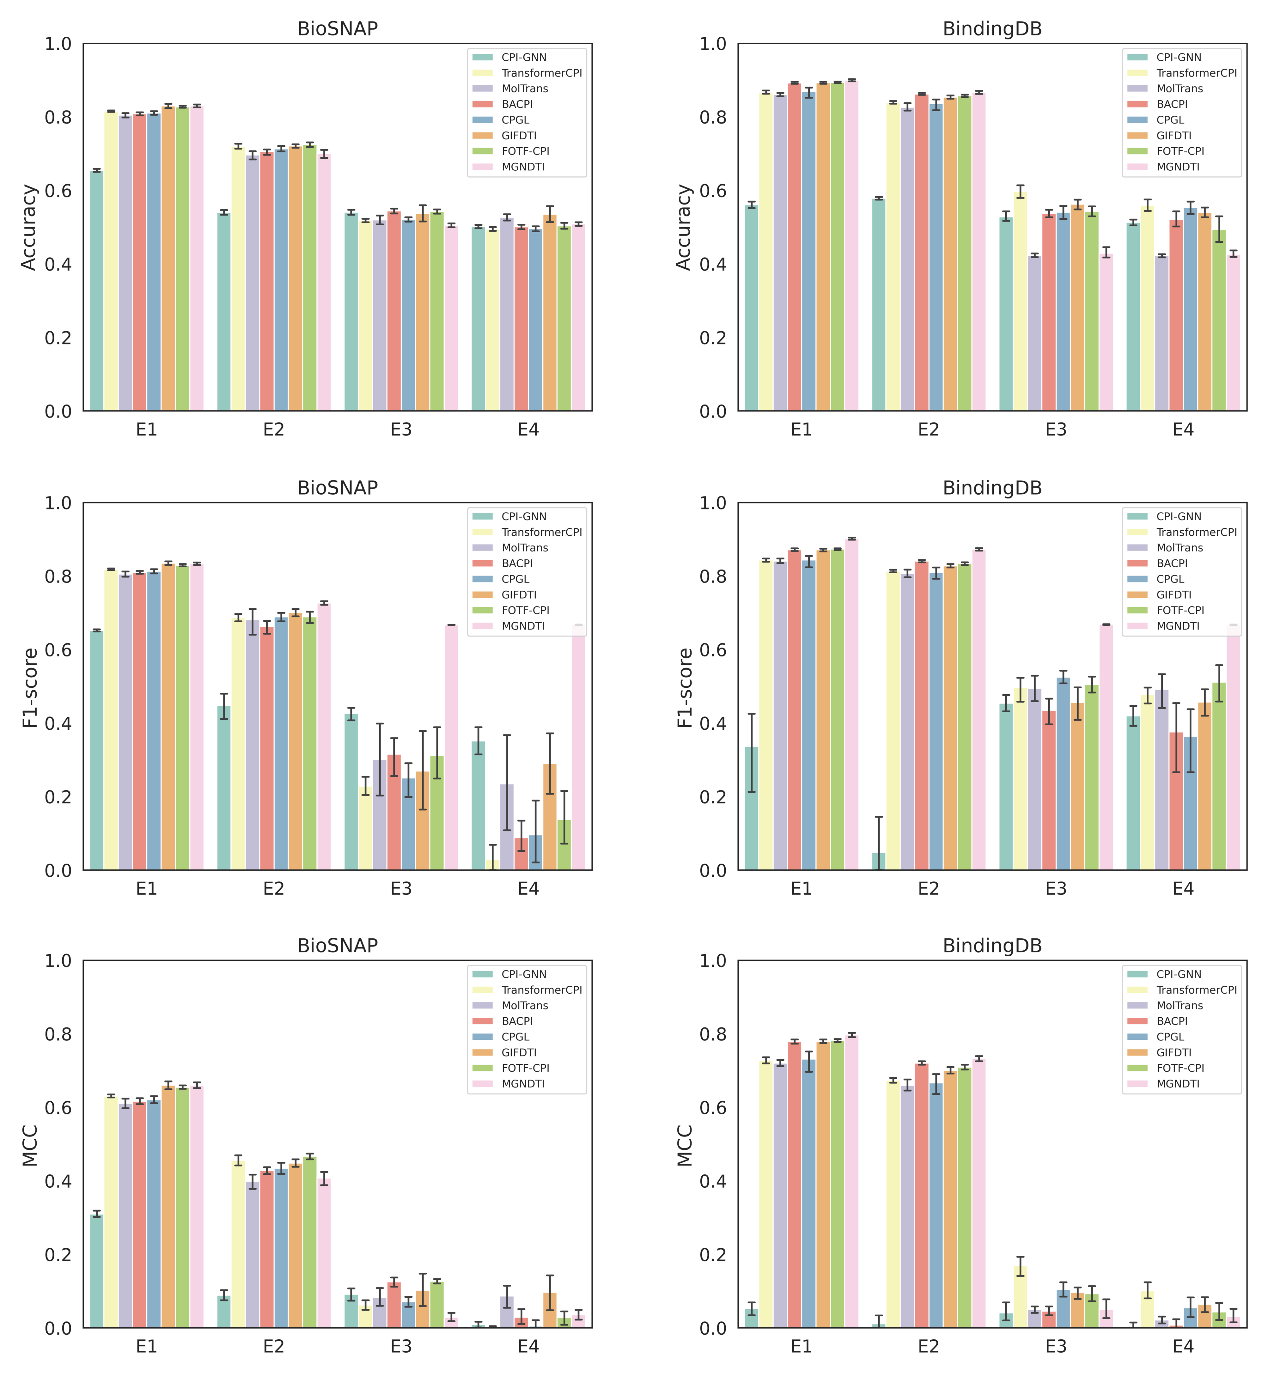 BioSNAP
1.0
0.8
0.6
0.4
0.2
0.0
Accuracy
E1 E2 E3 E4
CPI-GNN
TransformerCPI
MolTrans
BACPI
CPGL
GIFDTI
FOTF-CPI
MGNDTI
BindingDB
1.0
0.8
0.6
0.4
0.2
0.0
Accuracy
E1 E2 E3 E4
CPI-GNN
TransformerCPI
MolTrans
BACPI
CPGL
GIFDTI
FOTF-CPI
MGNDTI
BioSNAP
1.0
0.8
0.6
0.4
0.2
0.0
F1-score
E1 E2 E3 E4
CPI-GNN
TransformerCPI
MolTrans
BACPI
CPGL
GIFDTI
FOTF-CPI
MGNDTI
BindingDB
1.0
0.8
0.6
0.4
0.2
0.0
F1-score
E1 E2 E3 E4
CPI-GNN
TransformerCPI
MolTrans
BACPI
CPGL
GIFDTI
FOTF-CPI
MGNDTI
BioSNAP
1.0
0.8
0.6
0.4
0.2
0.0
MCC
E1 E2 E3 E4
CPI-GNN
TransformerCPI
MolTrans
BACPI
CPGL
GIFDTI
FOTF-CPI
MGNDTI
BindingDB
1.0
0.8
0.6
0.4
0.2
0.0
MCC
E1 E2 E3 E4
CPI-GNN
TransformerCPI
MolTrans
BACPI
CPGL
GIFDTI
FOTF-CPI
MGNDTI